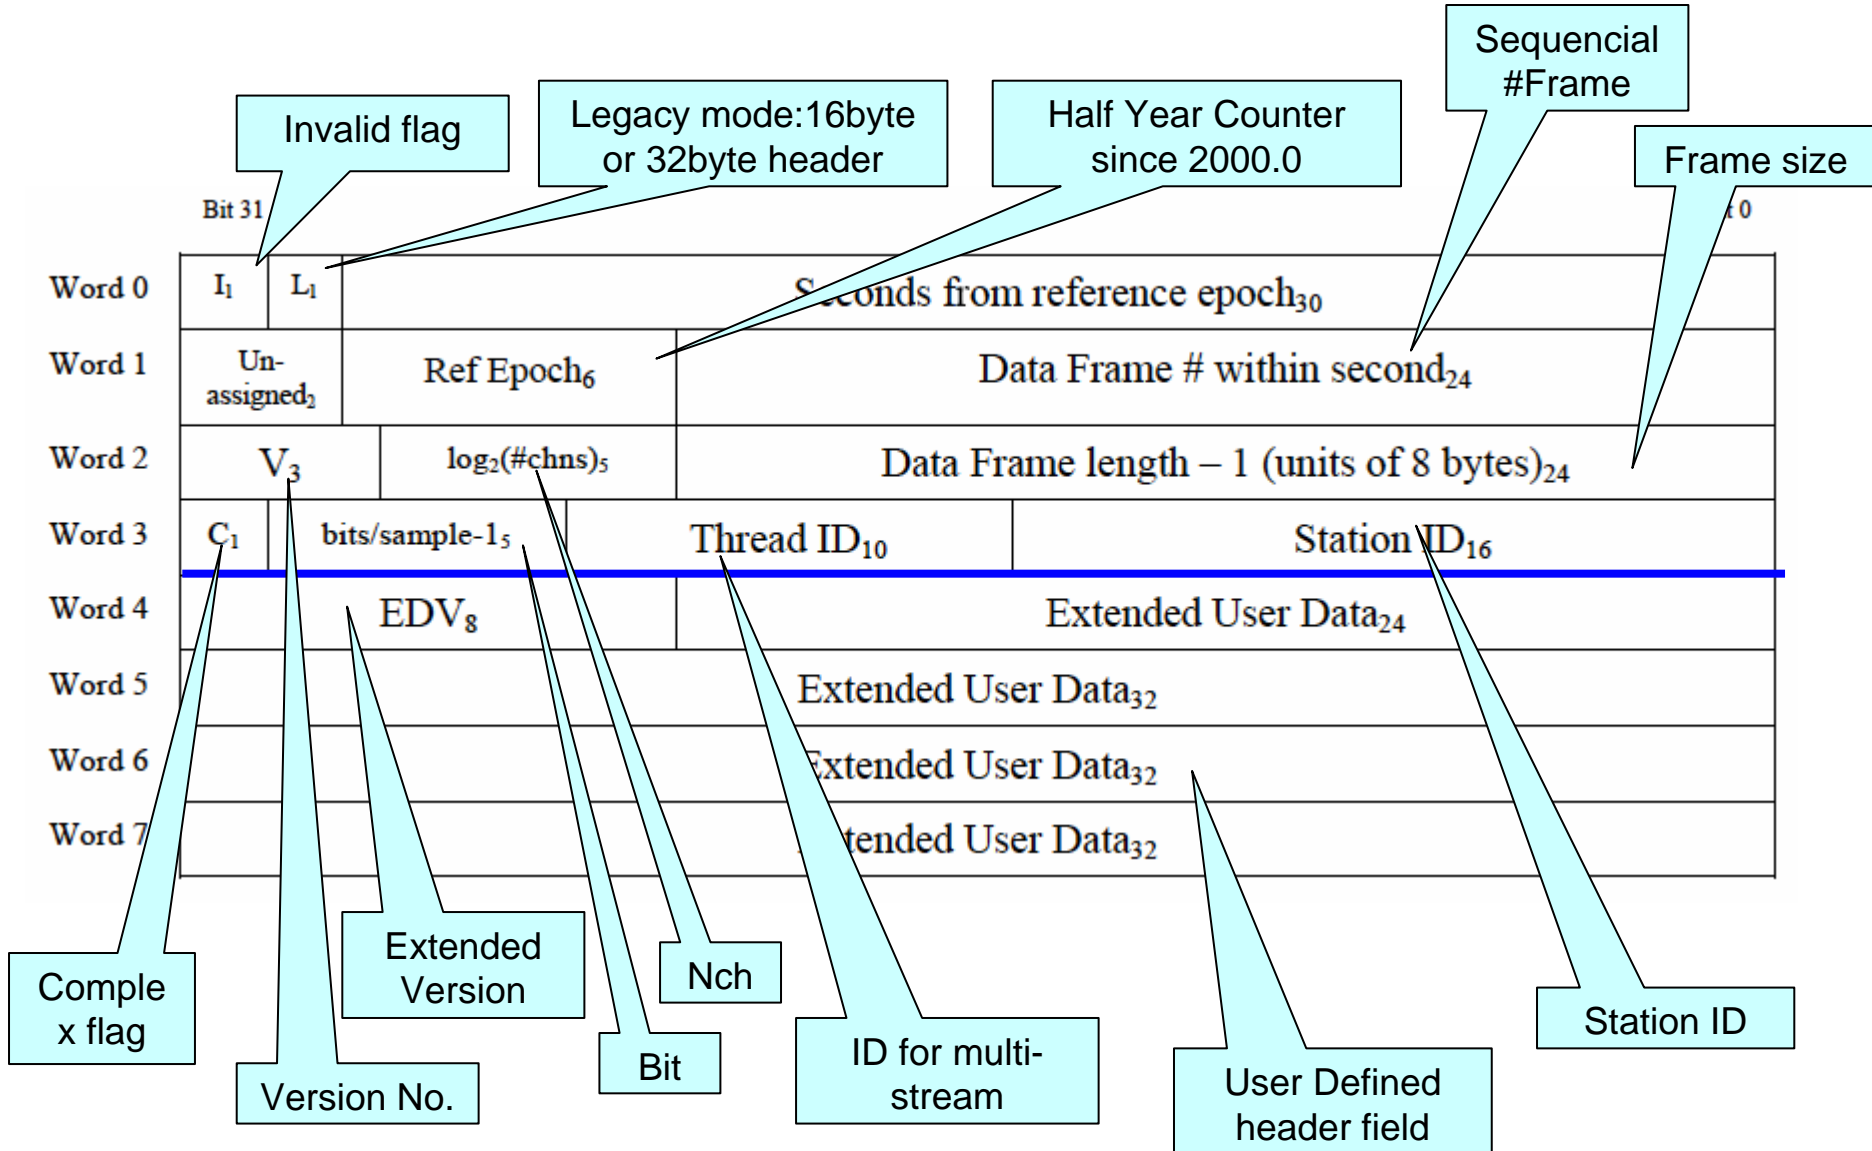 Sequencial
#Frame
Invalid flag
Legacy mode:16byte
or 32byte header
Half Year Counter
since 2000.0
Frame size
Bit 31
t 0
Word 0
I1
L1
Seconds from reference epoch30
Word 1
Un-
assigned2
Ref Epoch6
Data Frame # within second24
Word 2
V3
log2(#chns)5
Data Frame length – 1 (units of 8 bytes)24
Word 3
C1
bits/sample-15
Thread ID10
Station ID16
Word 4
EDV8
Extended User Data24
Word 5
Extended User Data32
Word 6
Extended User Data32
Word 7
Extended User Data32
Comple
x flag
Version No.
Extended
Version
Bit
Nch
ID for multi-
stream
User Defined
header field
Station ID